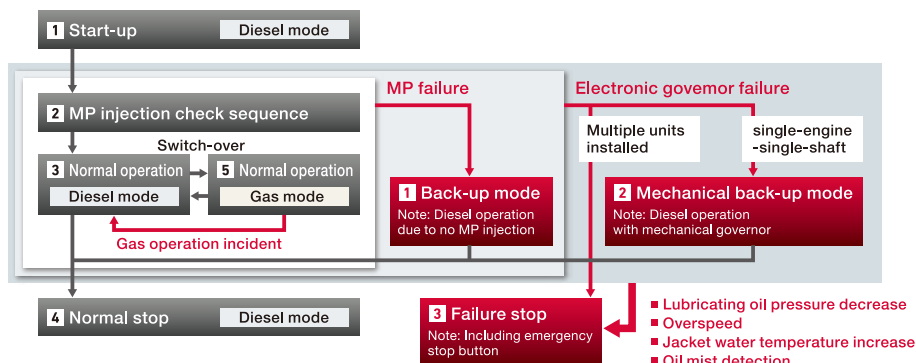 1 Start-up Diesel mode
MP failure
Electronic governor failure
2 MP injection check sequence
Switch-over
Multiple units
installed
single-engine
-single-shaft
3 Normal operation
Diesel mode
5 Normal operation
Gas mode
Gas operation incident
1 Back-up mode
Note: Diesel operation
due to no MP injection
2 Mechanical back-up mode
Note: Diesel operation
with mechanical governor
4 Normal stop Diesel mode
3 Failure stop
Note: Including emergency
stop button
Lubricating oil pressure decrease
Overspeed
Jacket water temperature increase
Oil mist detection